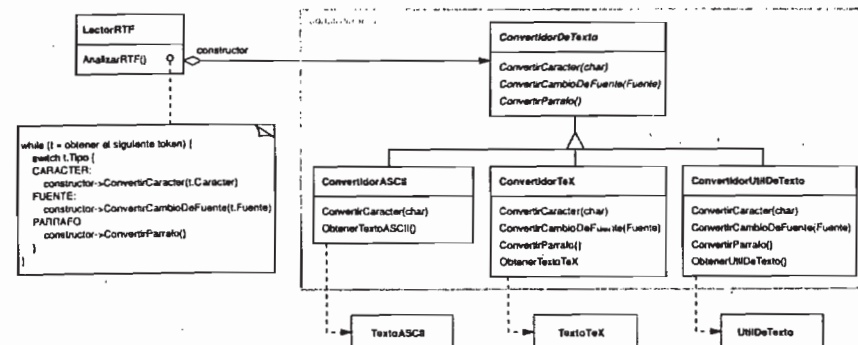 LectorRTF
AnalizarRTF()
constructor
ConvertidorDeTexto
ConvertirCaracter(char)
ConvertirCambioDeFuente(Fuente)
ConvertirParrafo()
while (t = obtener el siguiente token) {
switch t.Tipo {
CARACTER:
constructor->ConvertirCaracter(t.Caracter)
FUENTE:
constructor->ConvertirCambioDeFuente(t.Fuente)
PARRAFO
constructor->ConvertirParrafo()
}
}
ConvertidorASCII
ConvertirCaracter(char)
ObtenerTextoASCII()
ConvertidorTeX
ConvertirCaracter(char)
ConvertirCambioDeFuente(Fuente)
ConvertirParrafo()
ObtenerTextoTeX
ConvertidorUtilDeTexto
ConvertirCaracter(char)
ConvertirCambioDeFuente(Fuente)
ConvertirParrafo()
ObtenerUtilDeTexto()
TextoASCII
TextoTeX
UtilDeTexto